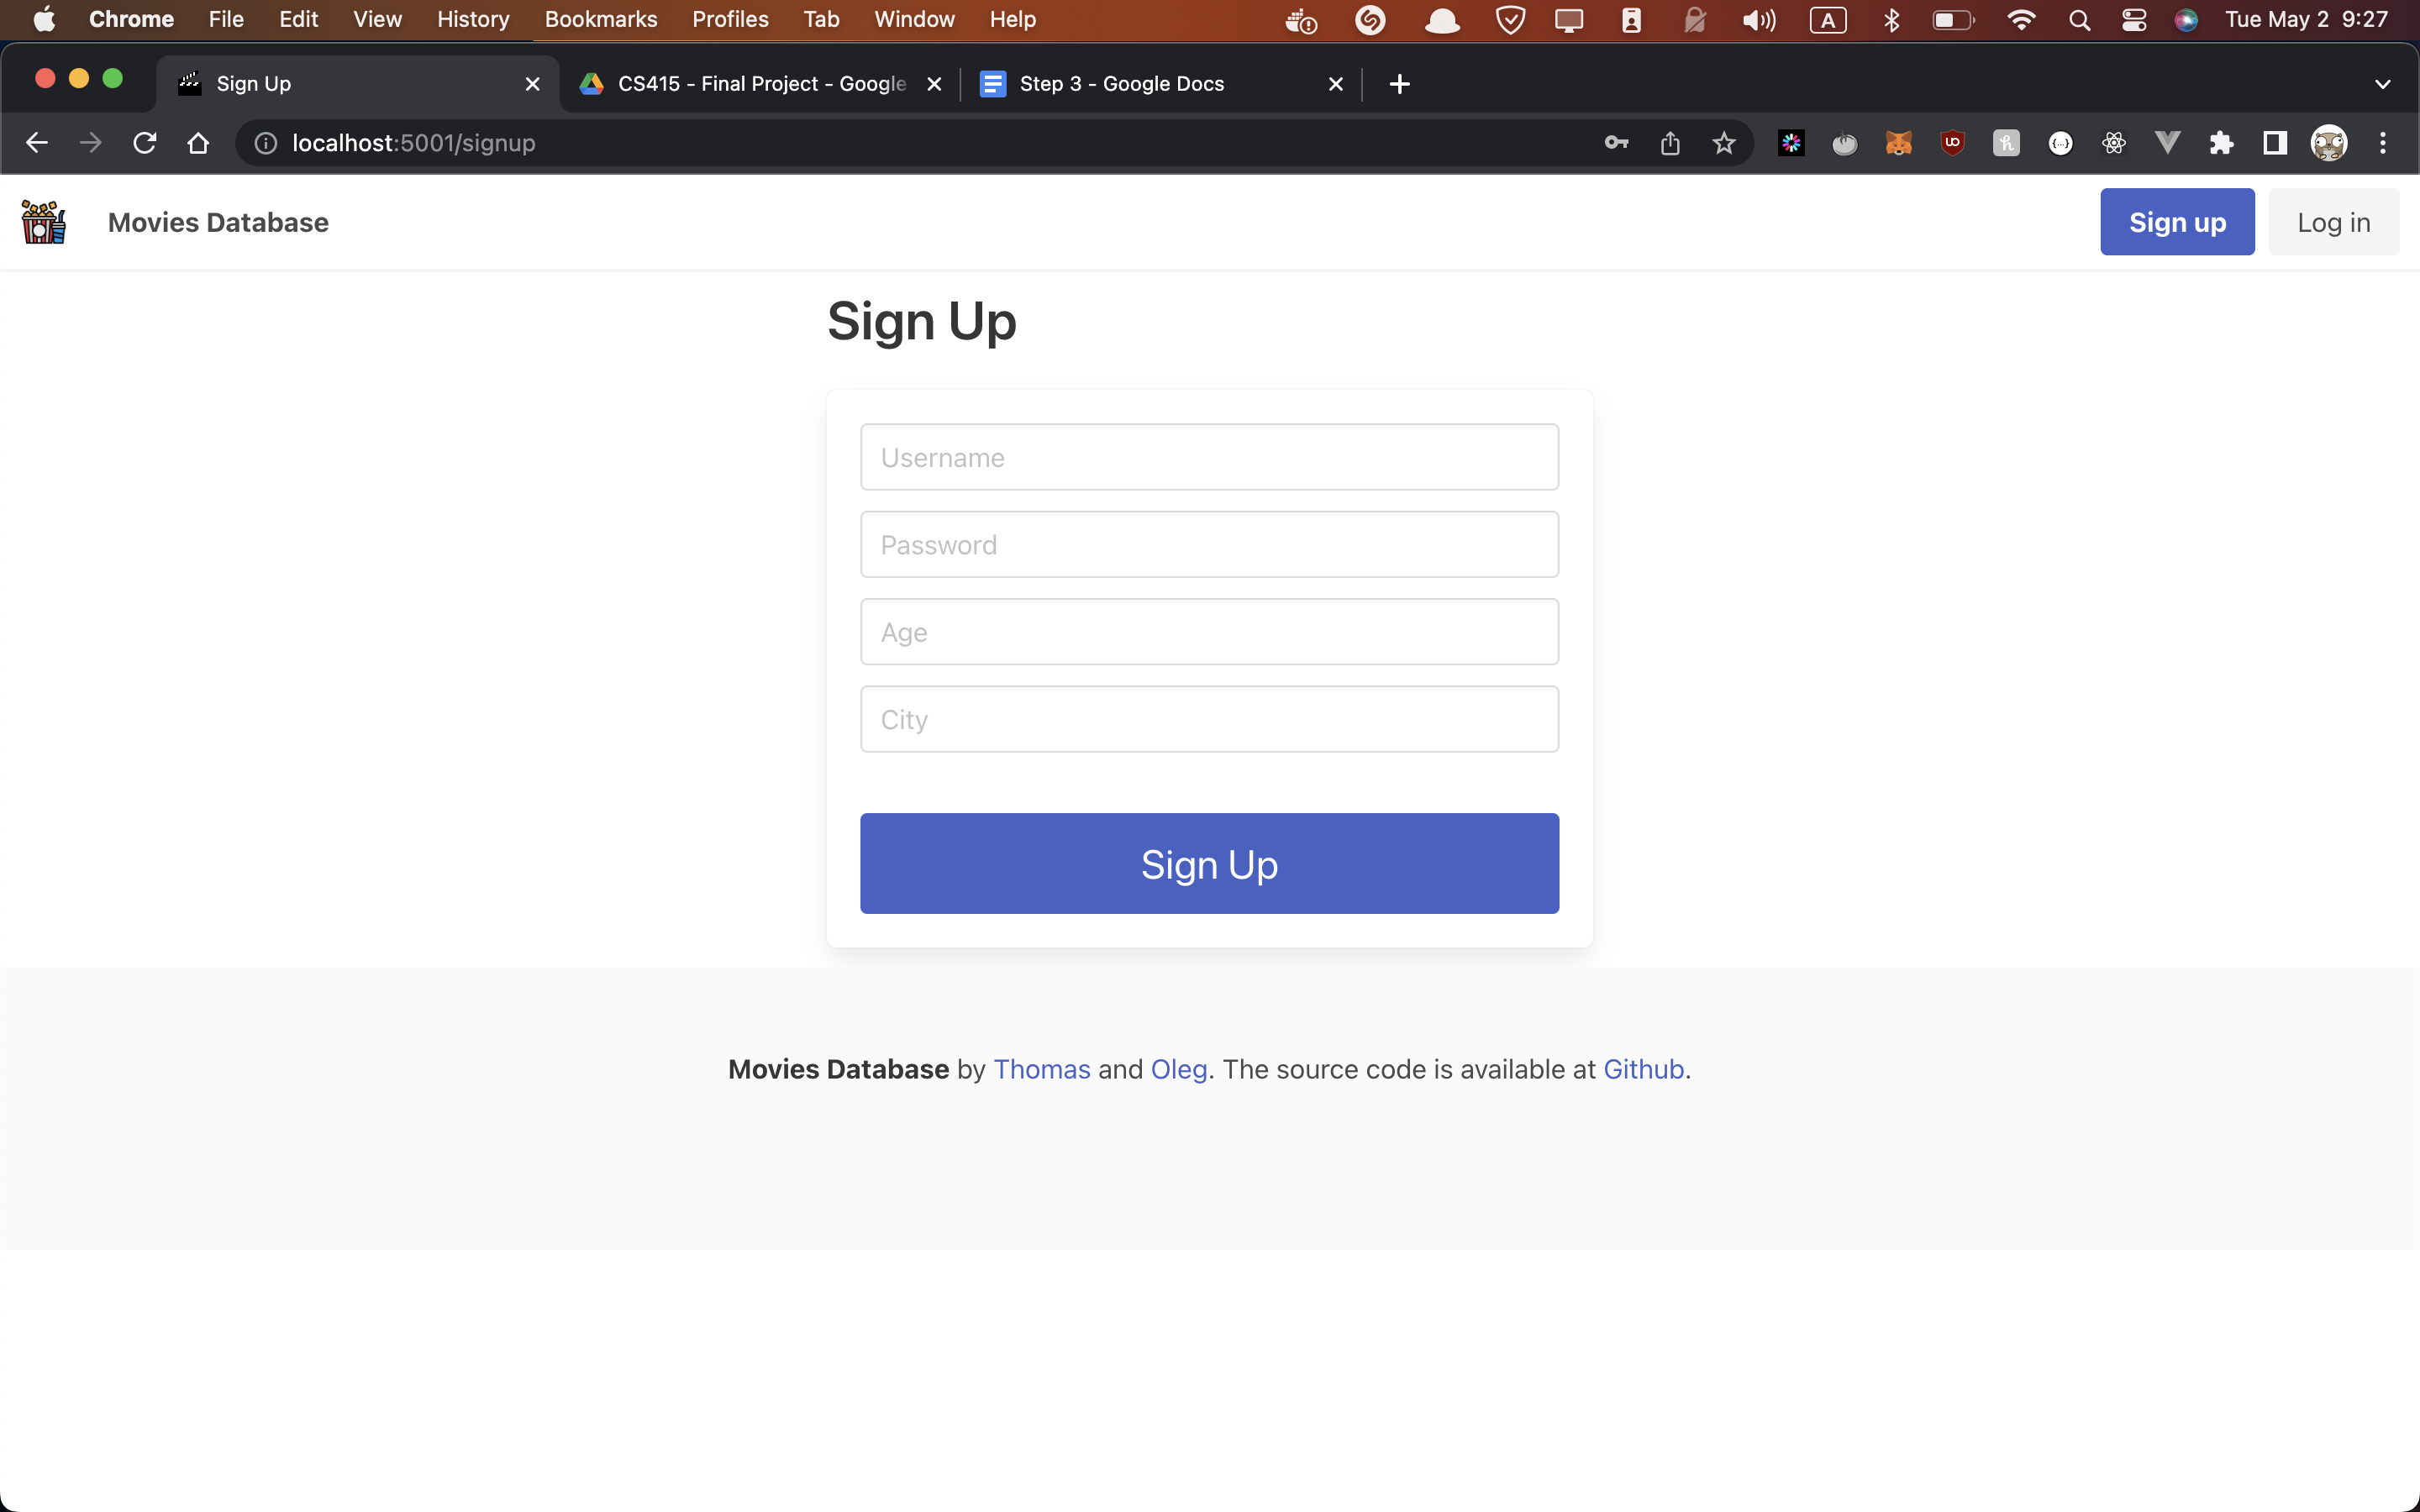 Chrome File Edit View History Bookmarks Profiles Tab Window Help A Tue May 2 9:27
Sign Up CS415 - Final Project - Google Step 3 - Google Docs
localhost:5001/signup
Movies Database Sign up Log in
Sign Up
Username
Password
Age
City
Sign Up
Movies Database by Thomas and Oleg. The source code is available at Github.